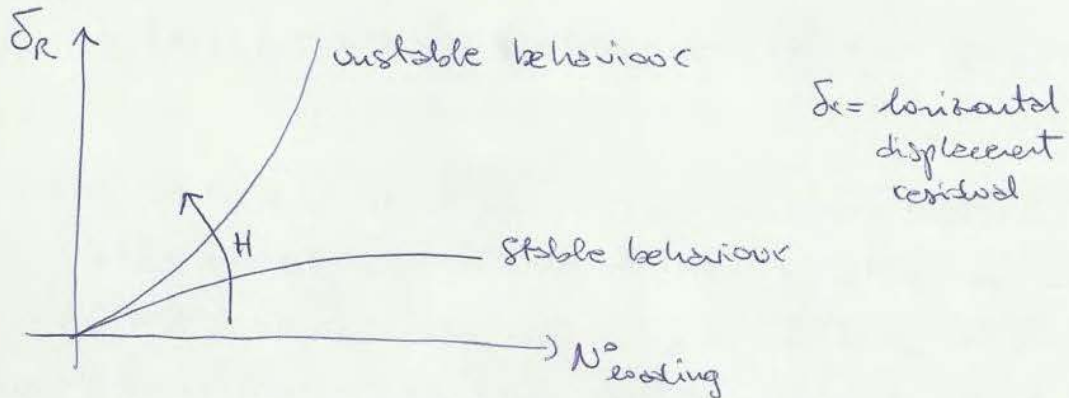 δR
unstable behaviour
δr = horizontal
displacement
residual
H
stable behaviour
N° loading